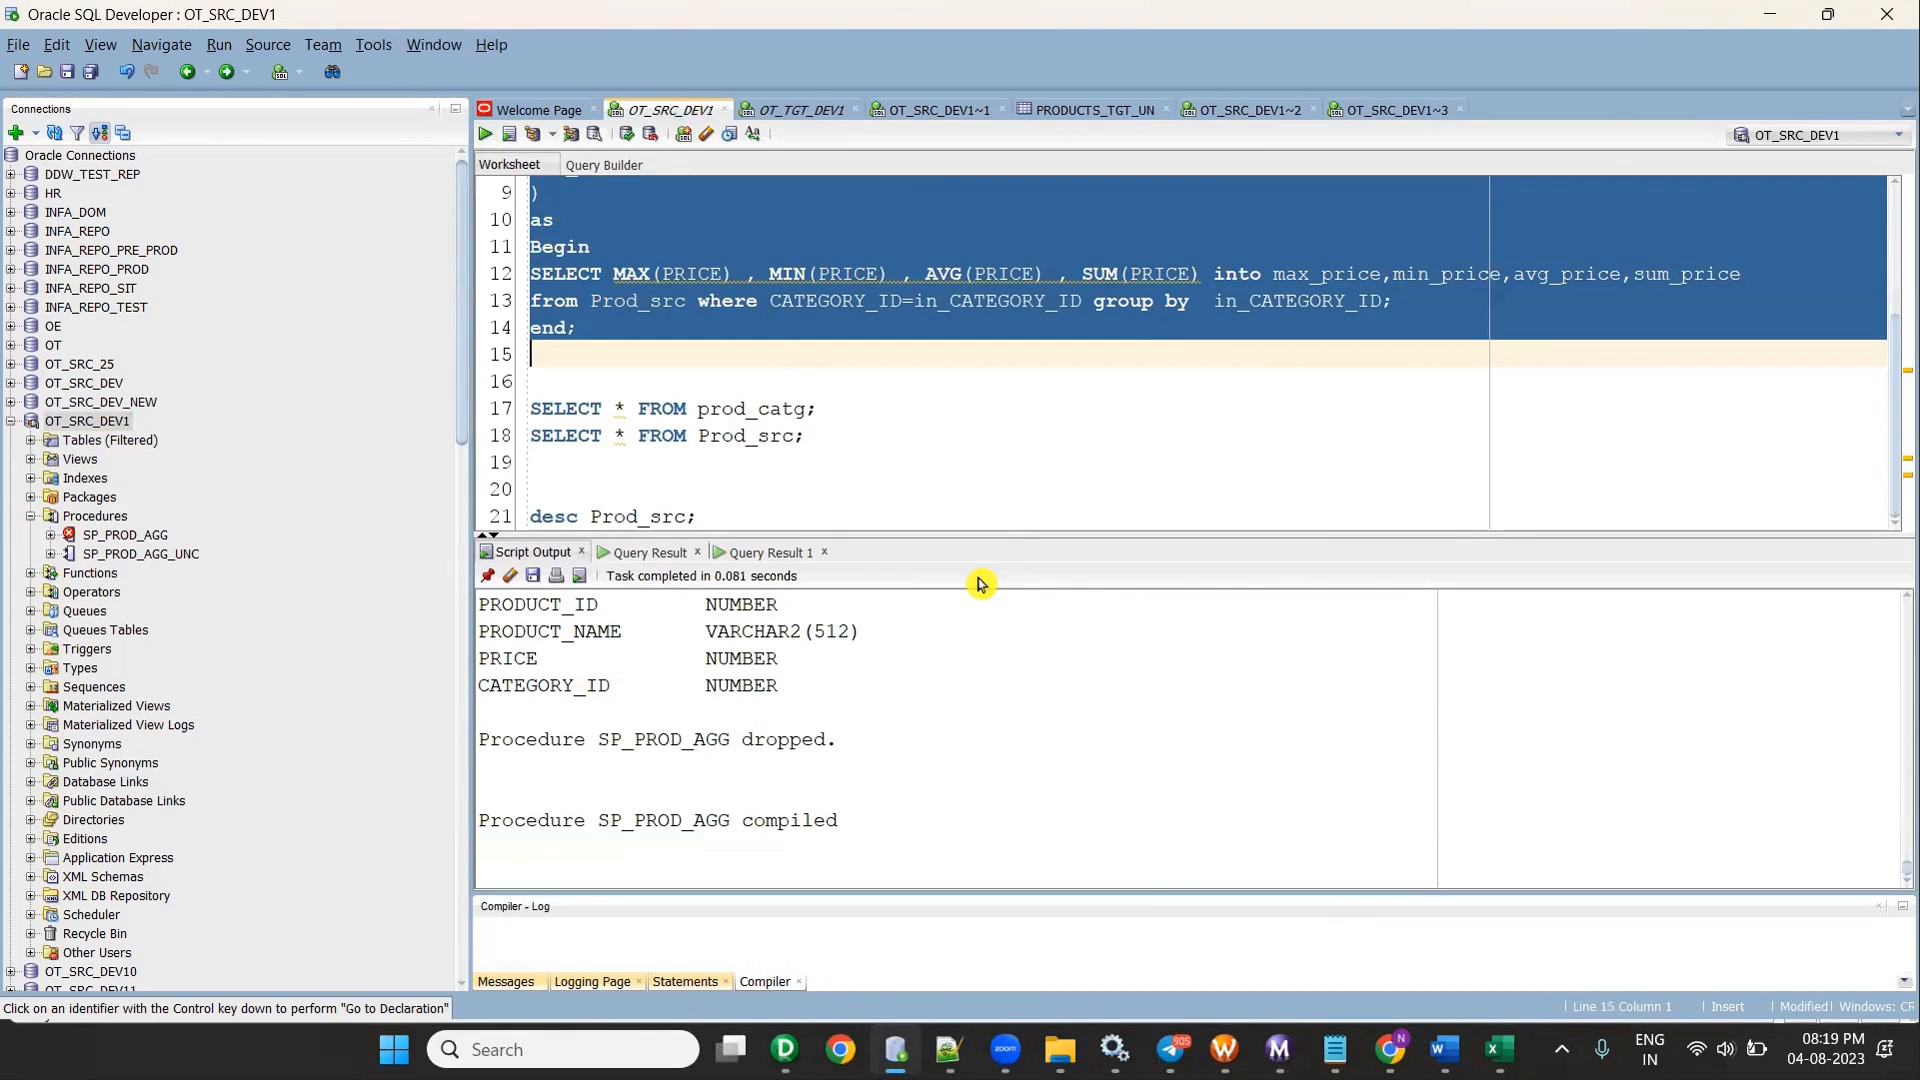 Oracle SQL Developer : OT_SRC_DEV1
File Edit View Navigate Run Source Team Tools Window Help
Connections
Oracle Connections
DDW_TEST_REP
HR
INFA_DOM
INFA_REPO
INFA_REPO_PRE_PROD
INFA_REPO_PROD
INFA_REPO_SIT
INFA_REPO_TEST
OE
OT
OT_SRC_25
OT_SRC_DEV
OT_SRC_DEV_NEW
OT_SRC_DEV1
Tables (Filtered)
Views
Indexes
Packages
Procedures
SP_PROD_AGG
SP_PROD_AGG_UNC
Functions
Operators
Queues
Queues Tables
Triggers
Types
Sequences
Materialized Views
Materialized View Logs
Synonyms
Public Synonyms
Database Links
Public Database Links
Directories
Editions
Application Express
XML Schemas
XML DB Repository
Scheduler
Recycle Bin
Other Users
OT_SRC_DEV10
OT_SRC_DEV11
Welcome Page OT_SRC_DEV1 OT_TGT_DEV1 OT_SRC_DEV1~1 PRODUCTS_TGT_UN OT_SRC_DEV1~2 OT_SRC_DEV1~3
OT_SRC_DEV1
Worksheet Query Builder
9 )
10 as
11 Begin
12 SELECT MAX(PRICE) , MIN(PRICE) , AVG(PRICE) , SUM(PRICE) into max_price,min_price,avg_price,sum_price
13 from Prod_src where CATEGORY_ID=in_CATEGORY_ID group by in_CATEGORY_ID;
14 end;
15
16
17 SELECT * FROM prod_catg;
18 SELECT * FROM Prod_src;
19
20
21 desc Prod_src;
Script Output Query Result Query Result 1
Task completed in 0.081 seconds
PRODUCT_ID NUMBER
PRODUCT_NAME VARCHAR2(512)
PRICE NUMBER
CATEGORY_ID NUMBER
Procedure SP_PROD_AGG dropped.
Procedure SP_PROD_AGG compiled
Compiler - Log
Messages Logging Page Statements Compiler
Click on an identifier with the Control key down to perform "Go to Declaration"
Line 15 Column 1 Insert Modified Windows: CR
Search
zoom
905
N
ENG
IN
08:19 PM
04-08-2023